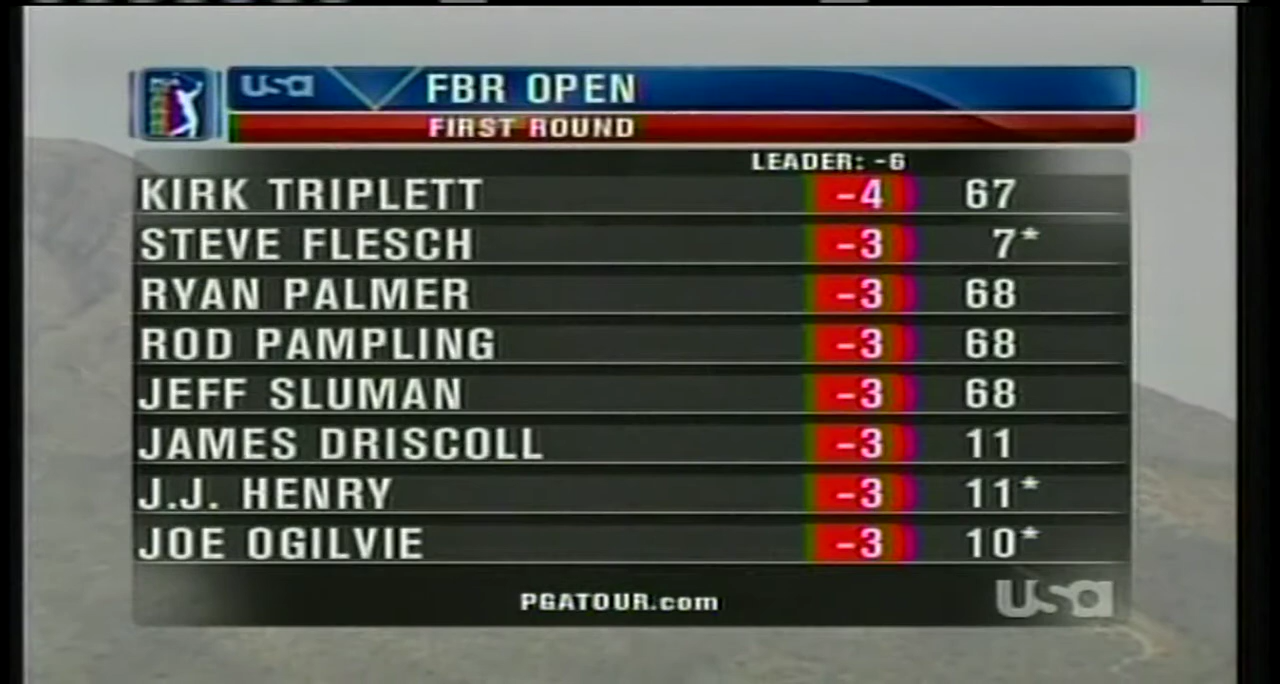 USA FBR OPEN
FIRST ROUND
LEADER: -6
KIRK TRIPLETT -4 67
STEVE FLESCH -3 7*
RYAN PALMER -3 68
ROD PAMPLING -3 68
JEFF SLUMAN -3 68
JAMES DRISCOLL -3 11
J.J. HENRY -3 11*
JOE OGILVIE -3 10*
PGATOUR.com USA